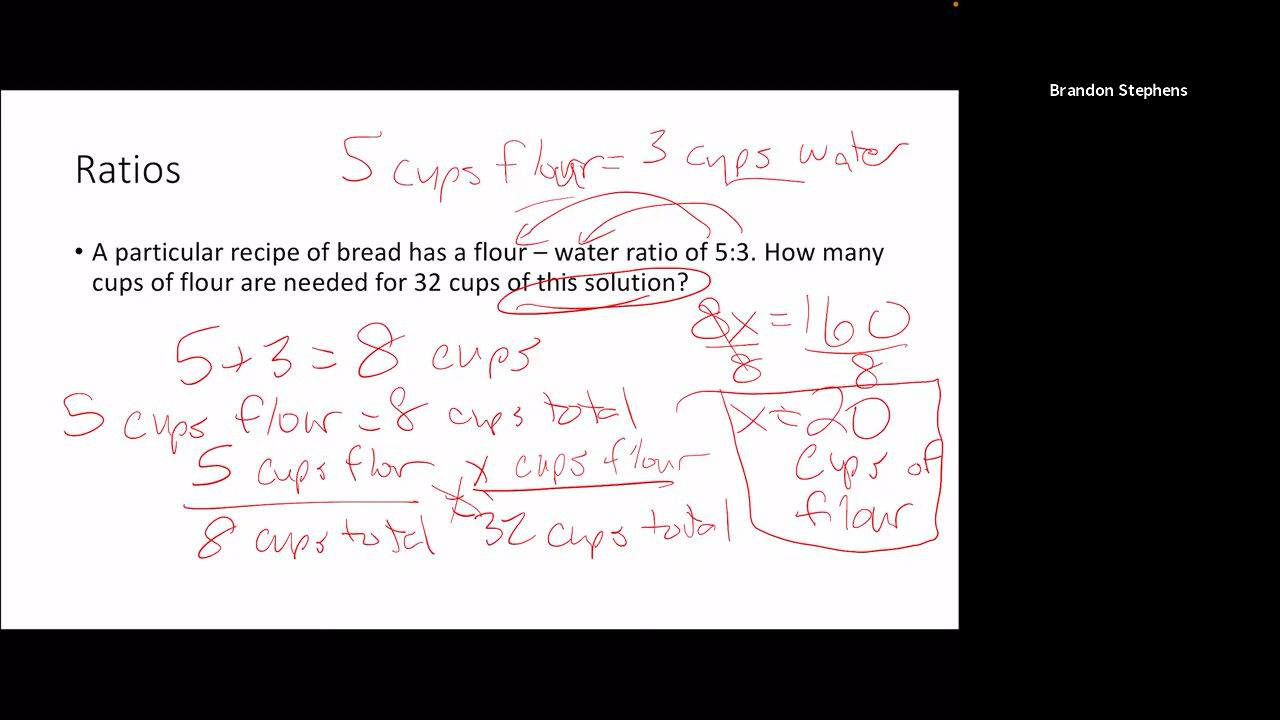 Brandon Stephens
5 cups flour = 3 cups water
Ratios
• A particular recipe of bread has a flour – water ratio of 5:3. How many
cups of flour are needed for 32 cups of this solution?
5+3=8 cups
5 cups flour = 8 cups total
5 cups flor
8 cups total
x cups flour
32 cups total
8x = 160
8 8
x=20
cups of
flour